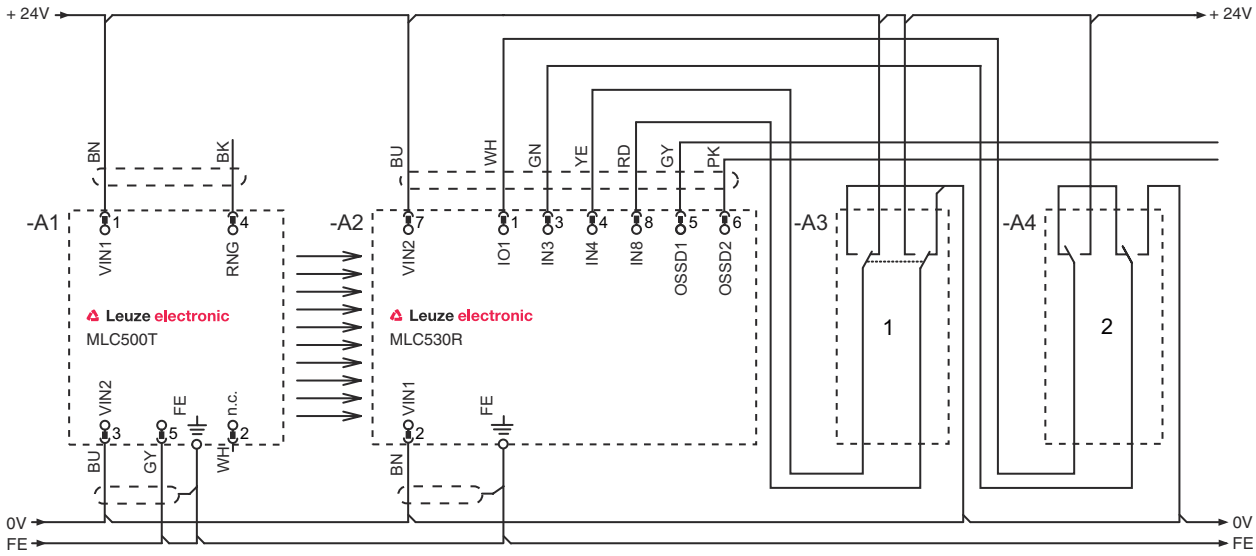 + 24V
+ 24V
BN
BK
BU
WH
GN
YE
RD
GY
PK
-A1
1
4
-A2
7
1
3
4
8
5
6
-A3
-A4
VIN1
RNG
VIN2
IO1
IN3
IN4
IN8
OSSD1
OSSD2
Leuze electronic
MLC500T
Leuze electronic
MLC530R
1
2
VIN2
FE
n.c.
VIN1
FE
3
5
2
2
BU
GY
WH
BN
0V
0V
FE
FE